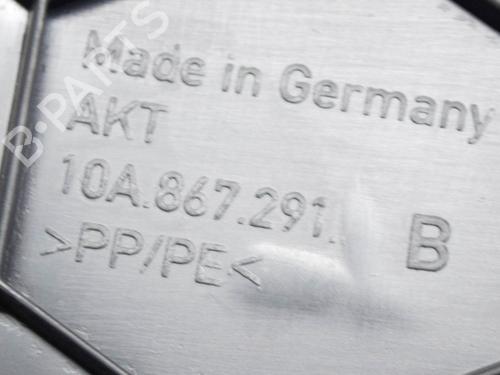 Made in Germany
AKT
10A.867.291. B
>PP/PE<
B-PARTS